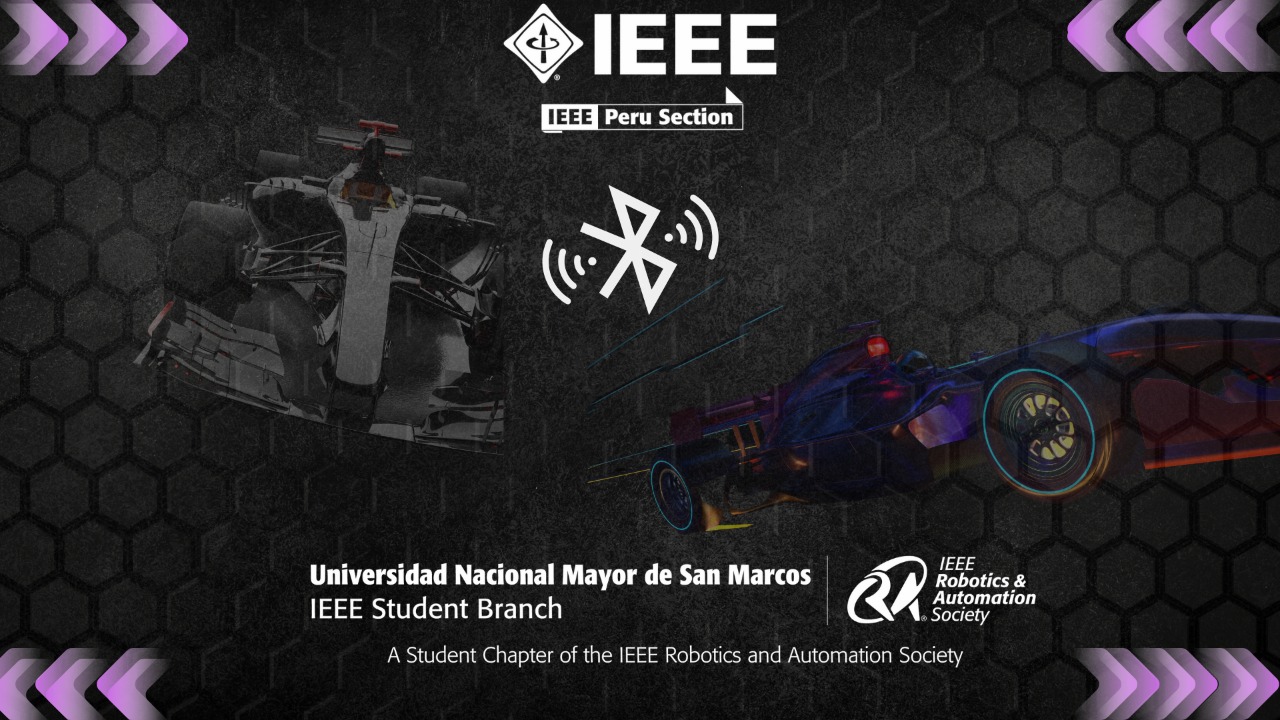 IEEE
IEEE Peru Section
Universidad Nacional Mayor de San Marcos
IEEE Student Branch
IEEE
Robotics &
Automation
Society
A Student Chapter of the IEEE Robotics and Automation Society